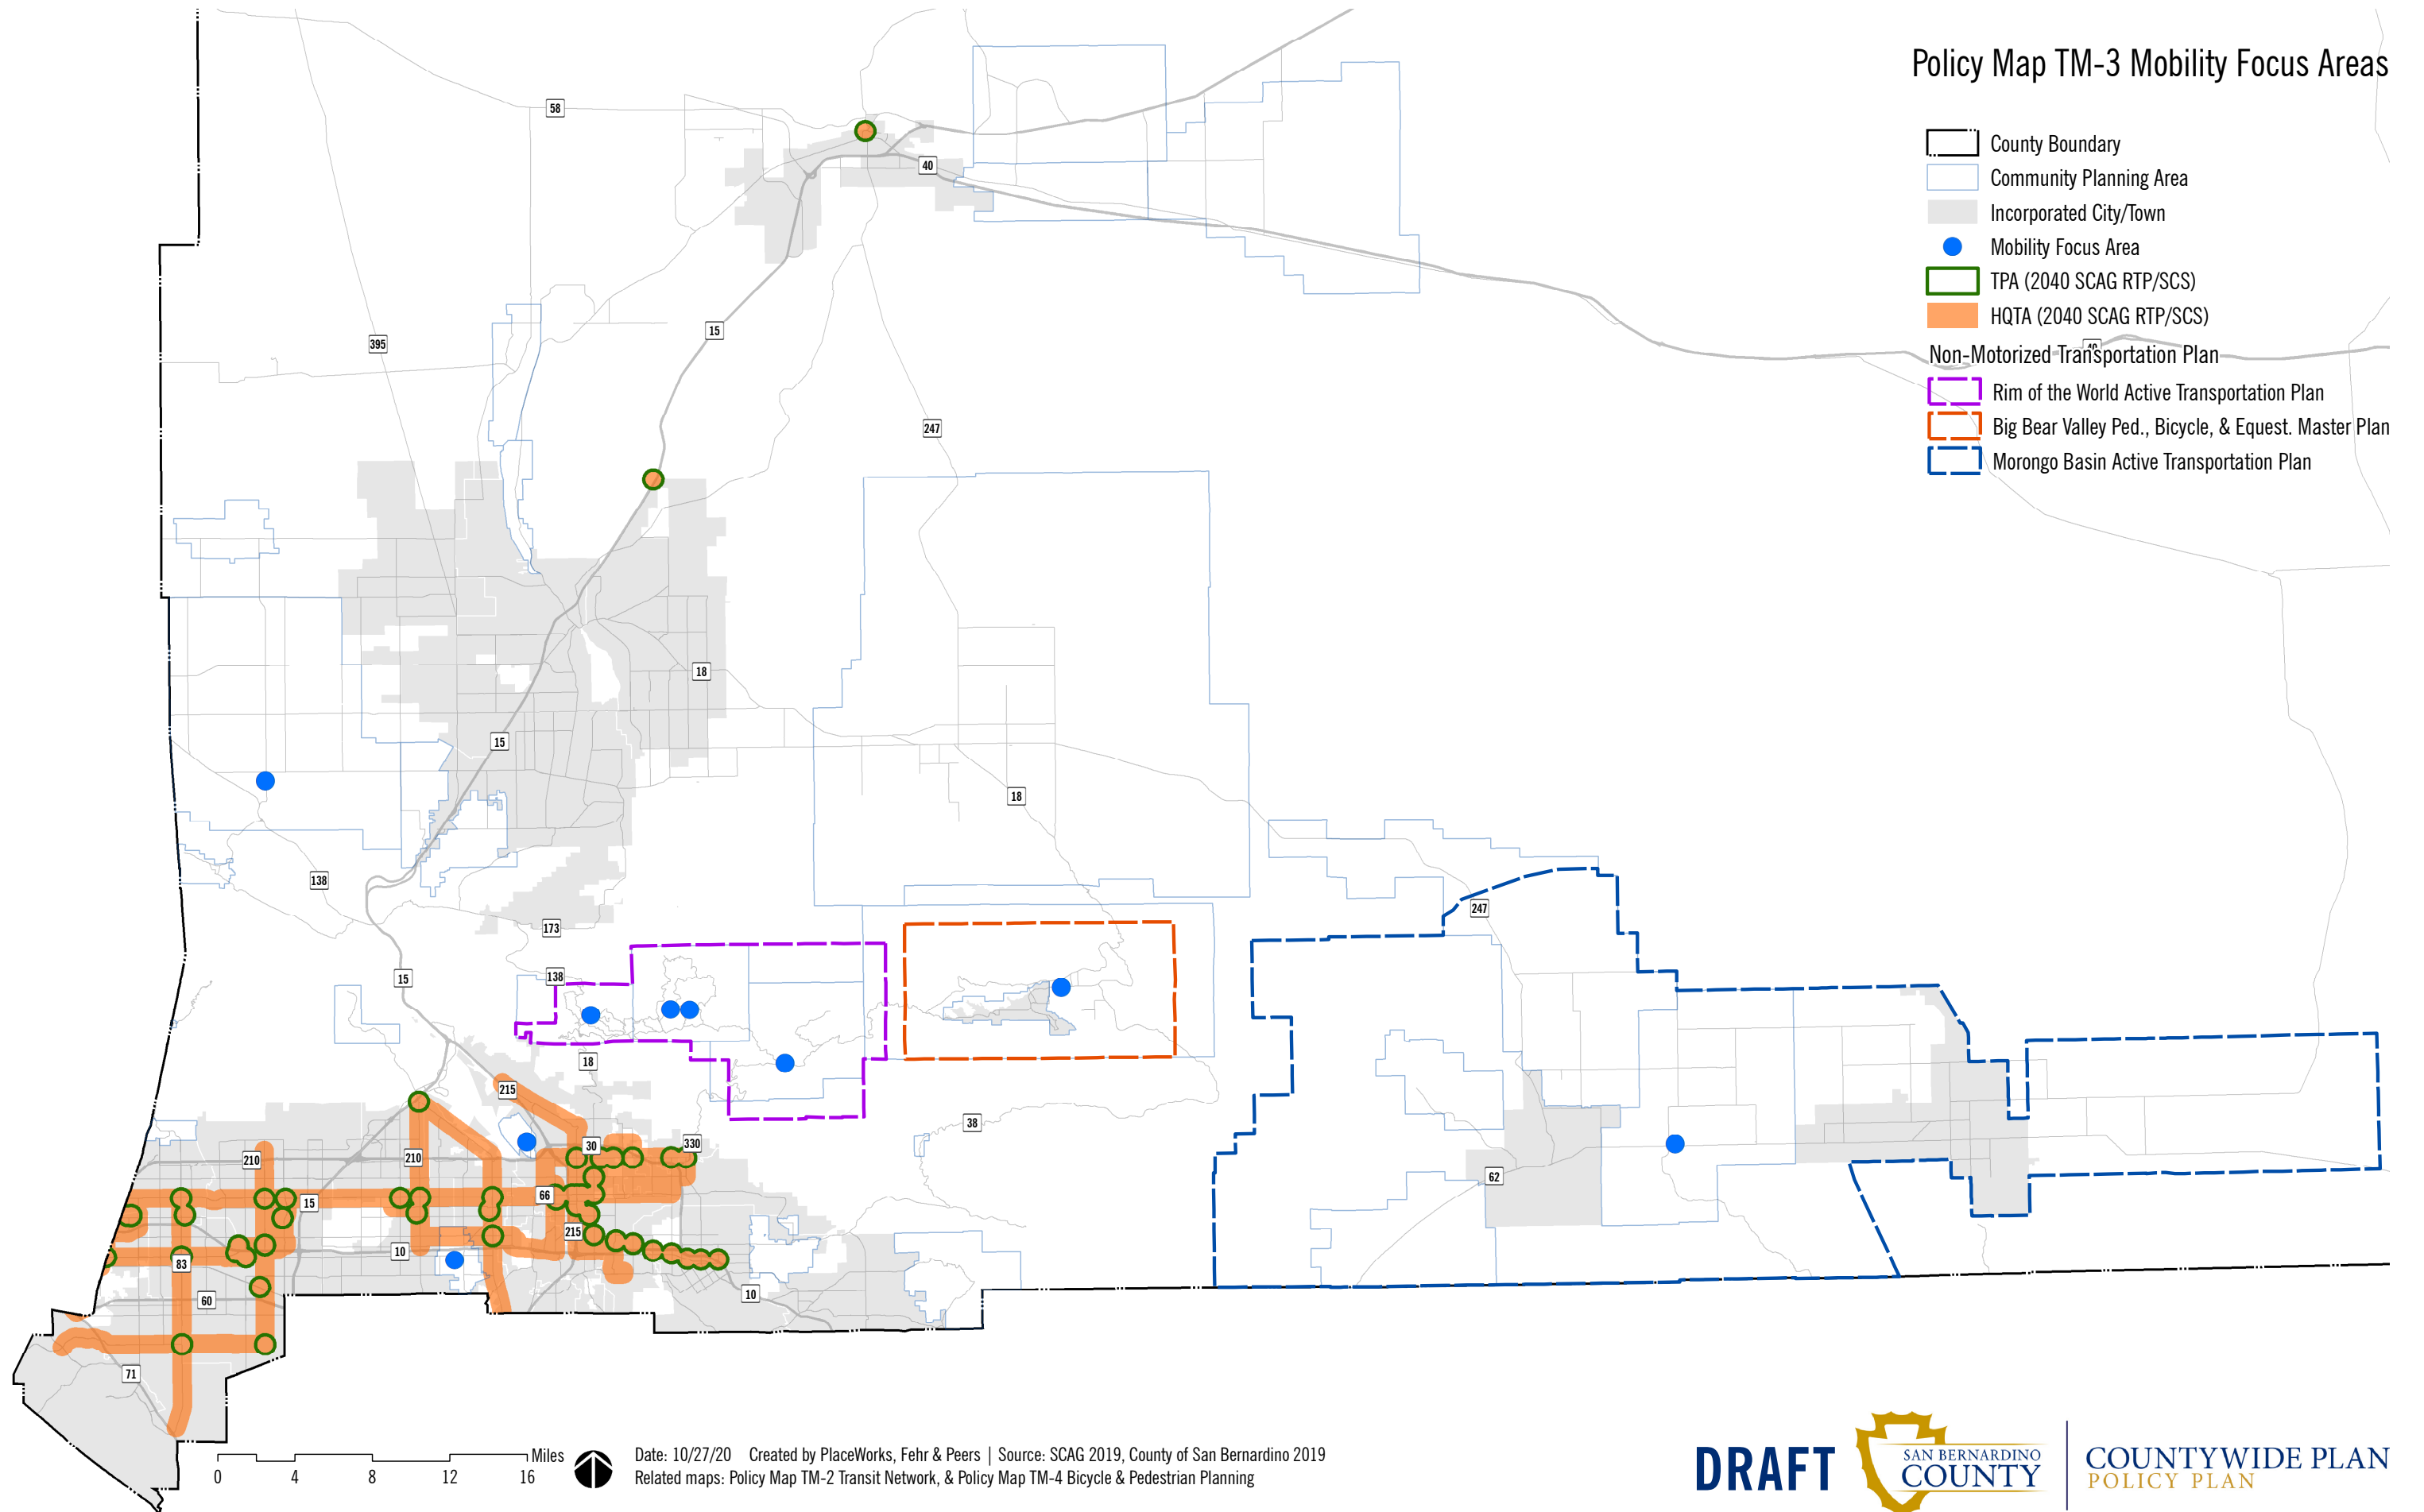 Policy Map TM-3 Mobility Focus Areas
County Boundary
Community Planning Area
Incorporated City/Town
Mobility Focus Area
TPA (2040 SCAG RTP/SCS)
HQTA (2040 SCAG RTP/SCS)
Non-Motorized Transportation Plan
Rim of the World Active Transportation Plan
Big Bear Valley Ped., Bicycle, & Equest. Master Plan
Morongo Basin Active Transportation Plan
58
40
15
395
247
18
15
18
138
247
173
138
15
18
215
38
30
330
210
210
62
66
15
215
10
83
10
60
71
Miles
0 4 8 12 16
Date: 10/27/20 Created by PlaceWorks, Fehr & Peers | Source: SCAG 2019, County of San Bernardino 2019
Related maps: Policy Map TM-2 Transit Network, & Policy Map TM-4 Bicycle & Pedestrian Planning
DRAFT
SAN BERNARDINO
COUNTY
COUNTYWIDE PLAN
POLICY PLAN